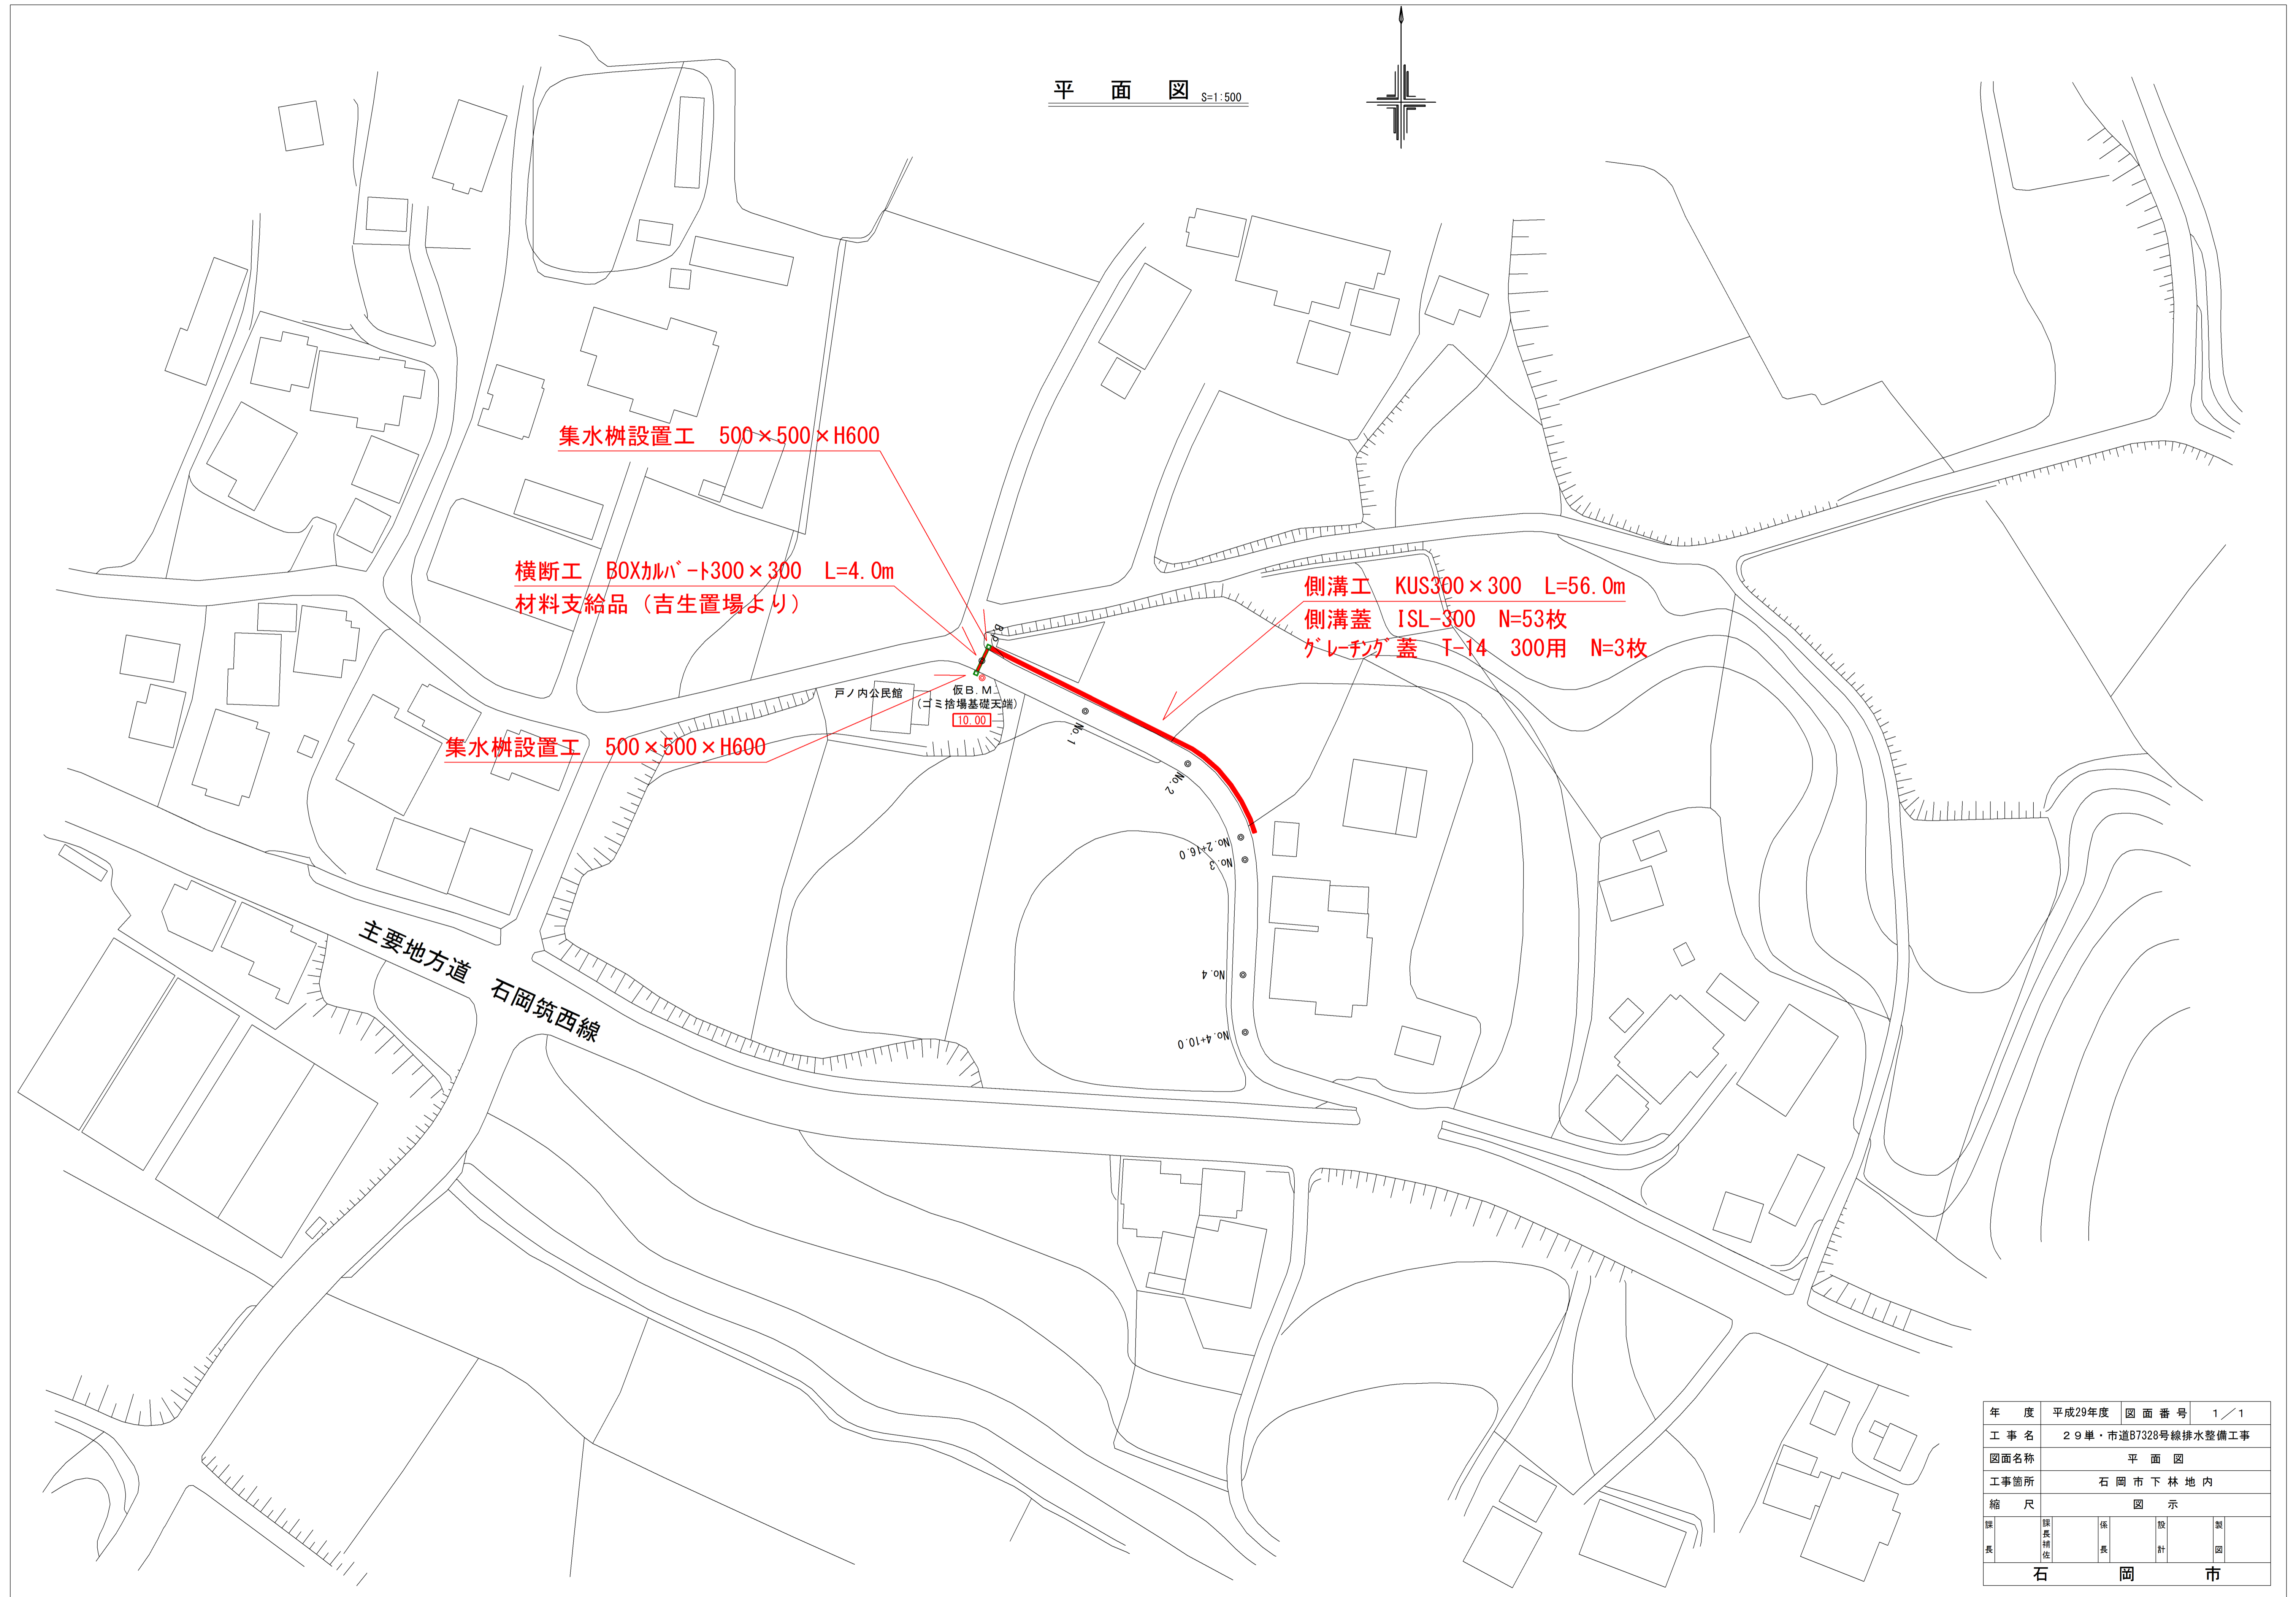 平　面　図 S=1:500
集水桝設置工　500×500×H600
横断工　BOXｶﾙﾊﾞｰﾄ300×300　L=4.0m
材料支給品（吉生置場より）
側溝工　KUS300×300　L=56.0m
側溝蓋　ISL-300　N=53枚
ｸﾞﾚｰﾁﾝｸﾞ蓋　T-14　300用　N=3枚
B.P
戸ノ内公民館
仮B.M.
(ゴミ捨場基礎天端)
10.00
集水桝設置工　500×500×H600
No.1
No.2
No.2+16.0
No.3
No.4
No.4+10.0
主要地方道　石岡筑西線
年　度　平成29年度　図面番号　1／1
工事名　２９単・市道B7328号線排水整備工事
図面名称　平　面　図
工事箇所　石岡市下林地内
縮　尺　図　示
課長　課長補佐　係長　設計　製図
石　岡　市